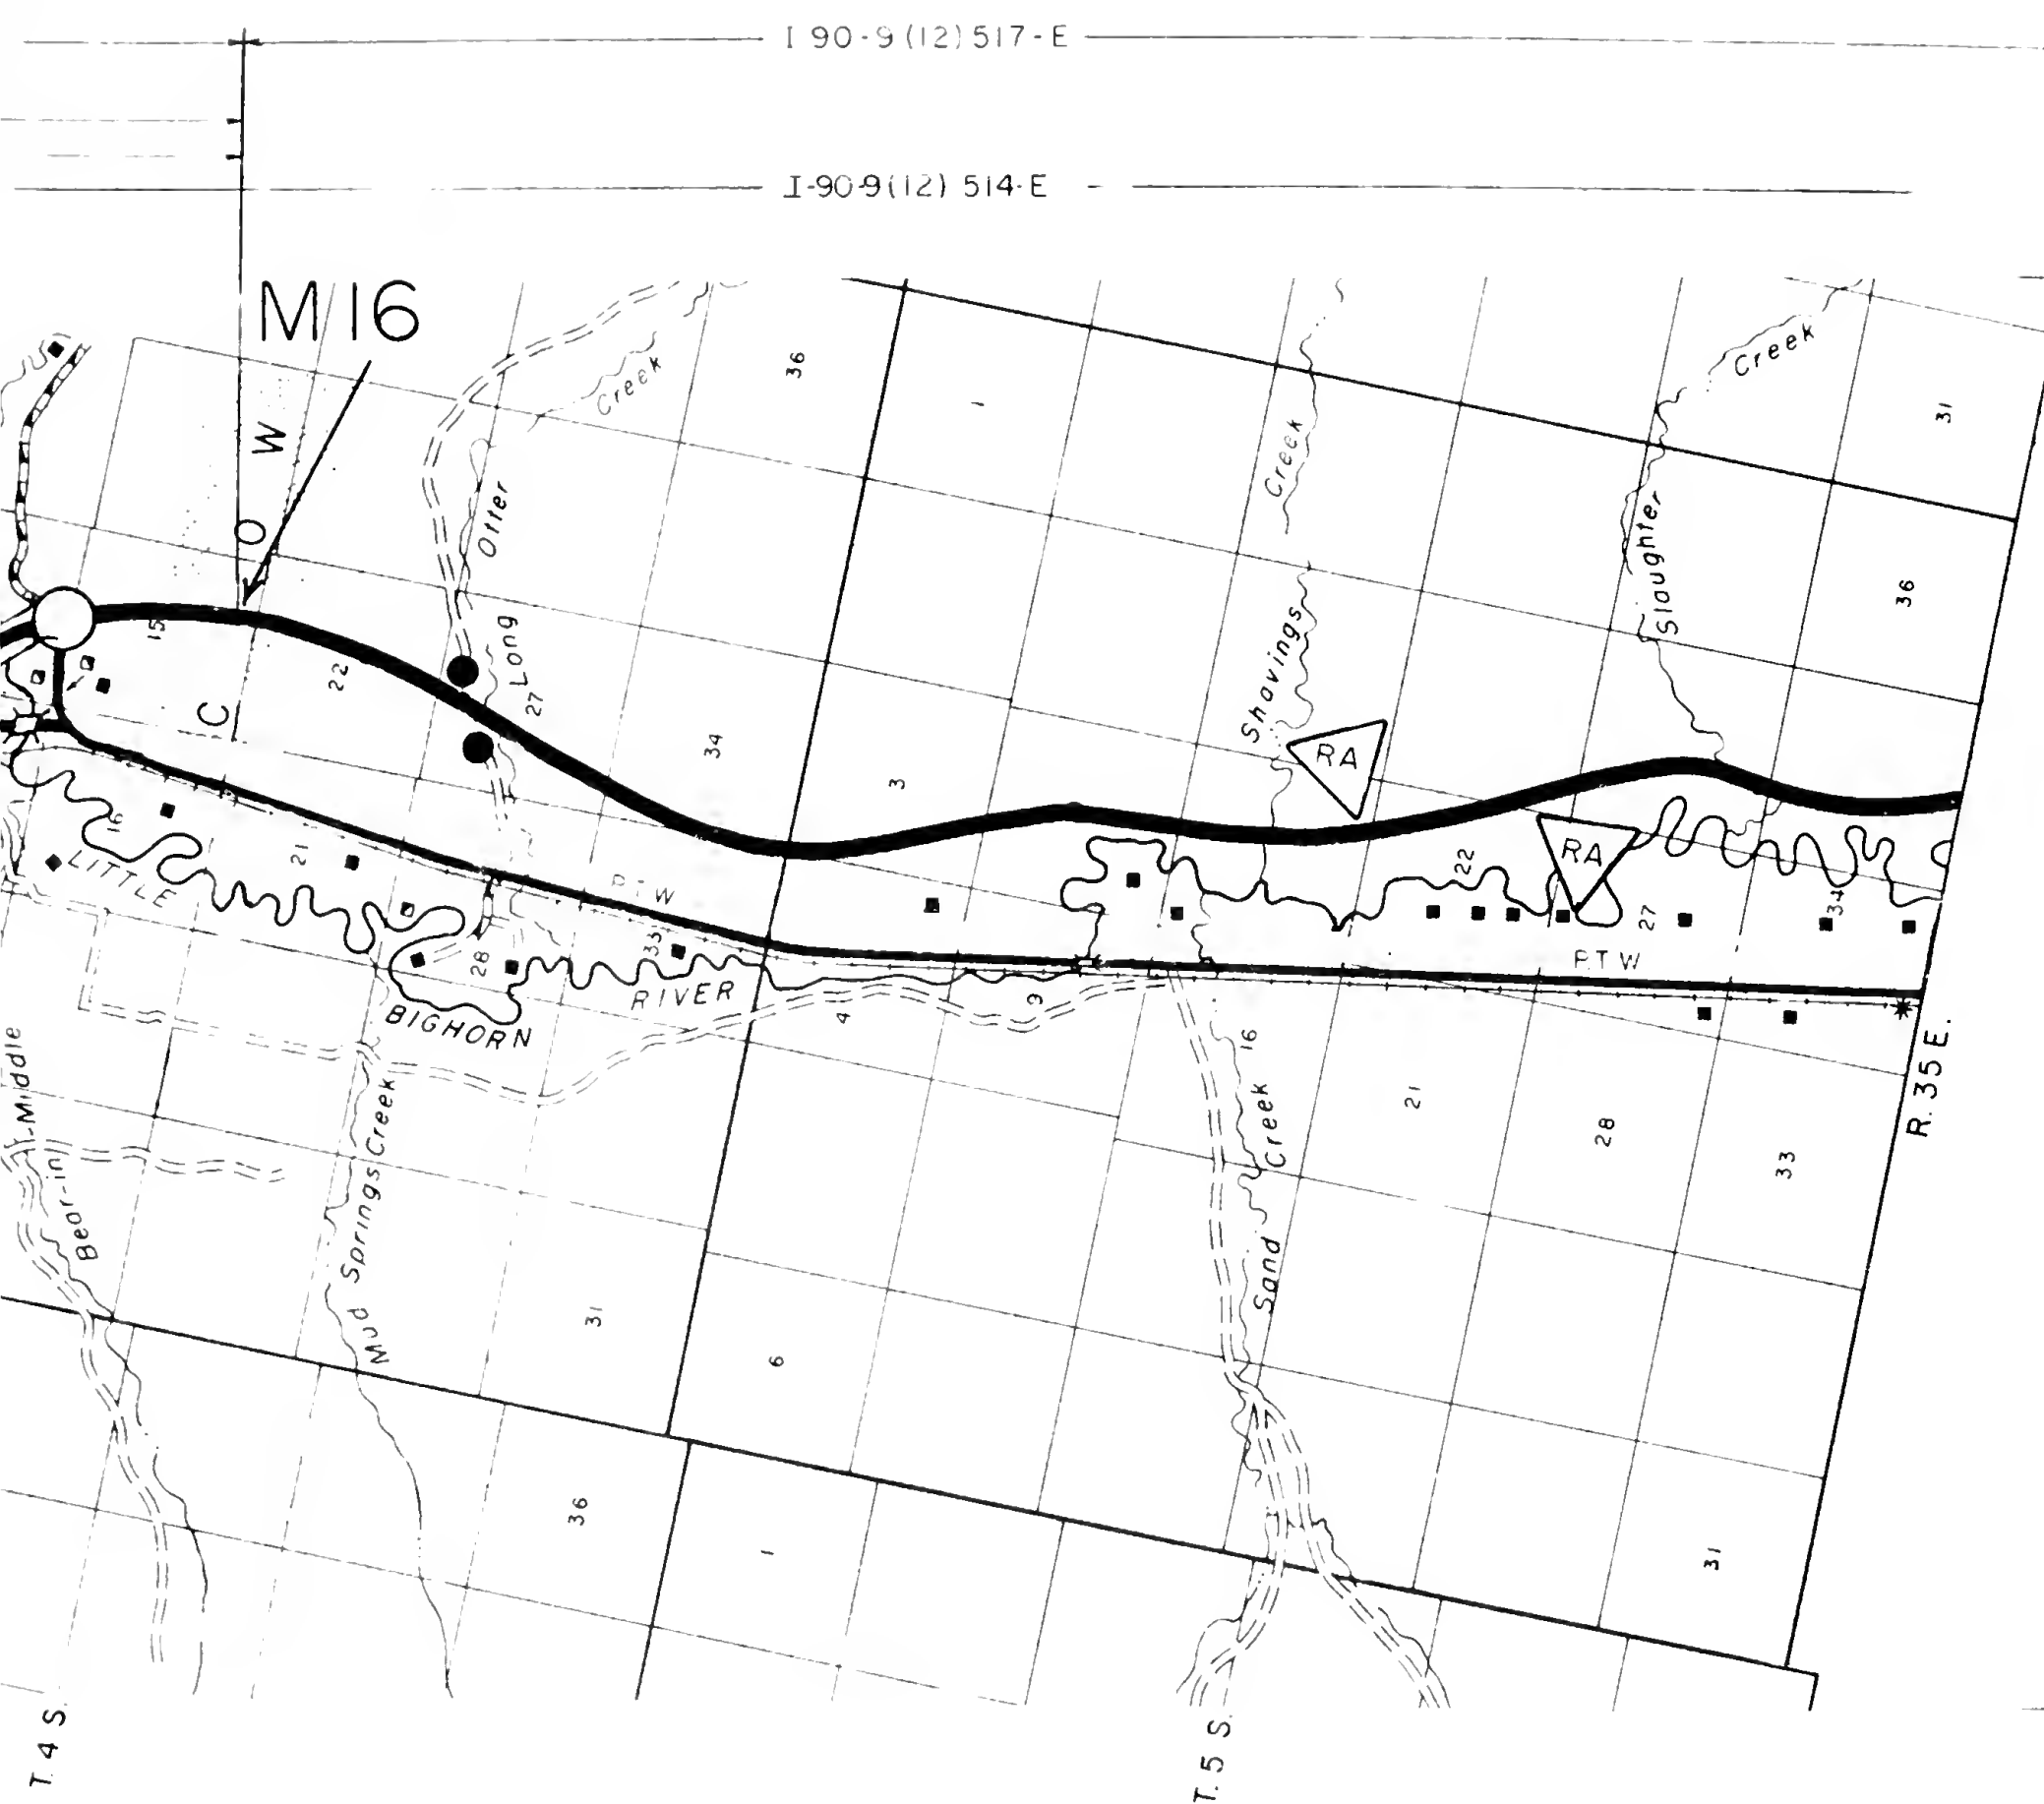 I 90-9(12)517-E
I-90-9(12) 514-E
M16
Creek
36
1
Creek
Creek
31
W
O
Otter
Slaughter
36
15
22
Long
27
Shavings
C
34
3
RA
RA
16
21
22
LITTLE
P.T.W
33
27
34
28
P.T.W
RIVER
BIGHORN
4
9
16
R. 35 E.
Bear-in-Middle
Creek
Creek
21
28
33
Springs
Sand
Mud
31
6
36
1
31
T. 4 S.
T. 5 S.